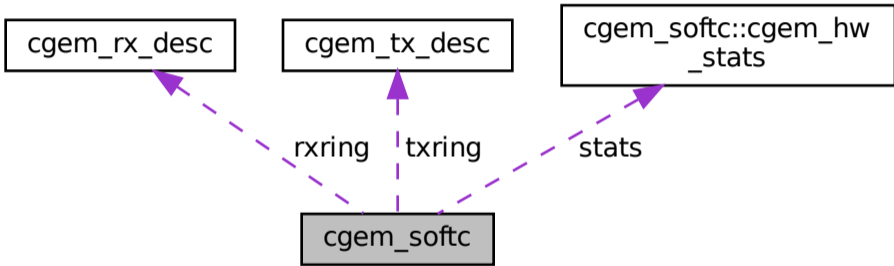 cgem_rx_desc
cgem_tx_desc
cgem_softc::cgem_hw
_stats
rxring
txring
stats
cgem_softc